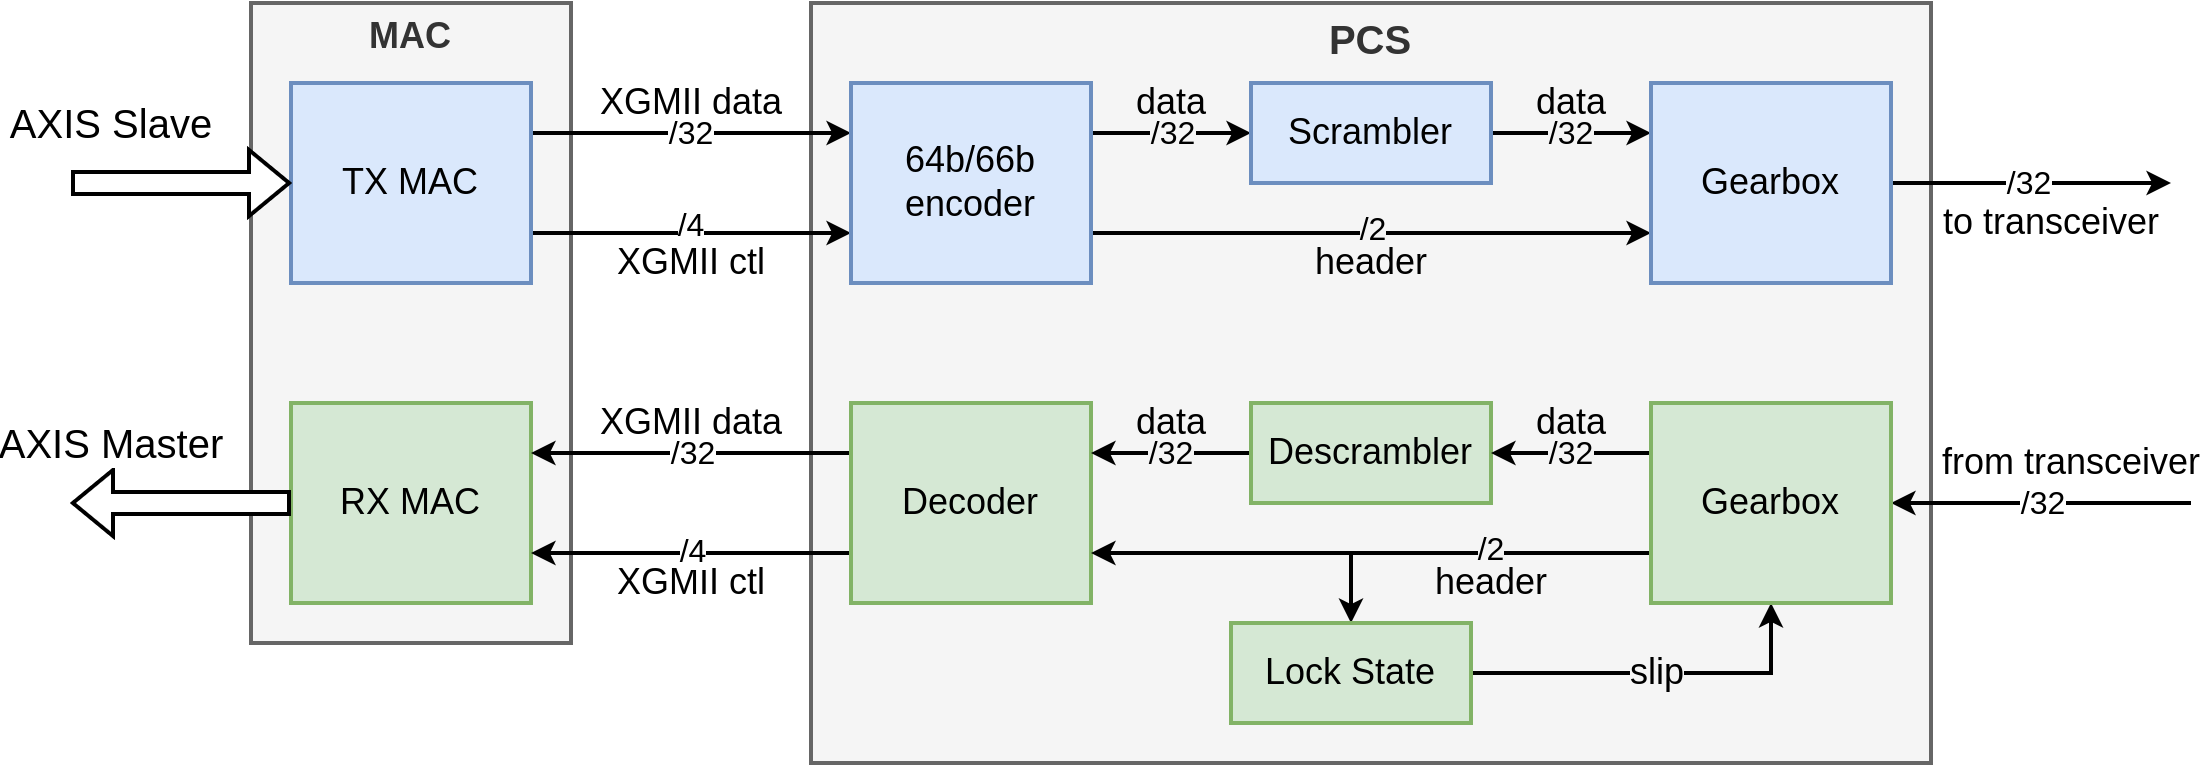 MAC
PCS
AXIS Slave
TX MAC
XGMII data
/32
/4
XGMII ctl
64b/66b
encoder
data
/32
Scrambler
data
/32
/2
header
Gearbox
/32
to transceiver
AXIS Master
RX MAC
XGMII data
/32
/4
XGMII ctl
Decoder
data
/32
Descrambler
data
/32
/2
header
Gearbox
from transceiver
/32
Lock State
slip